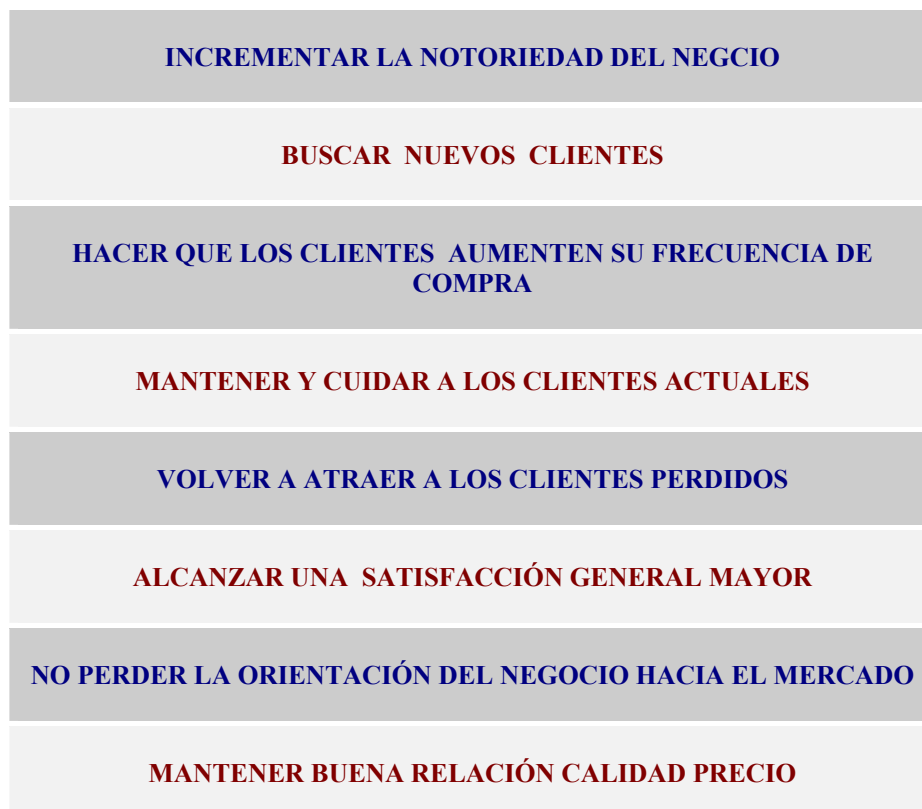 INCREMENTAR LA NOTORIEDAD DEL NEGCIO
BUSCAR NUEVOS CLIENTES
HACER QUE LOS CLIENTES AUMENTEN SU FRECUENCIA DE
COMPRA
MANTENER Y CUIDAR A LOS CLIENTES ACTUALES
VOLVER A ATRAER A LOS CLIENTES PERDIDOS
ALCANZAR UNA SATISFACCIÓN GENERAL MAYOR
NO PERDER LA ORIENTACIÓN DEL NEGOCIO HACIA EL MERCADO
MANTENER BUENA RELACIÓN CALIDAD PRECIO